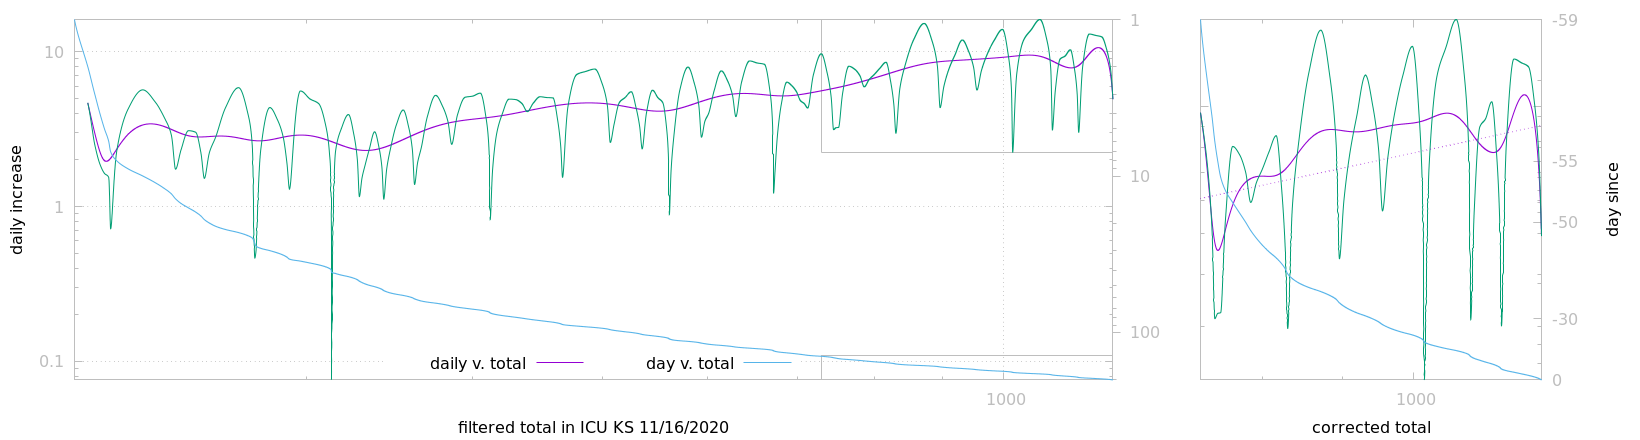 10
1
0.1
daily increase
daily v. total
day v. total
1
10
100
1000
filtered total in ICU KS 11/16/2020
-59
-55
-50
-30
0
day since
1000
corrected total